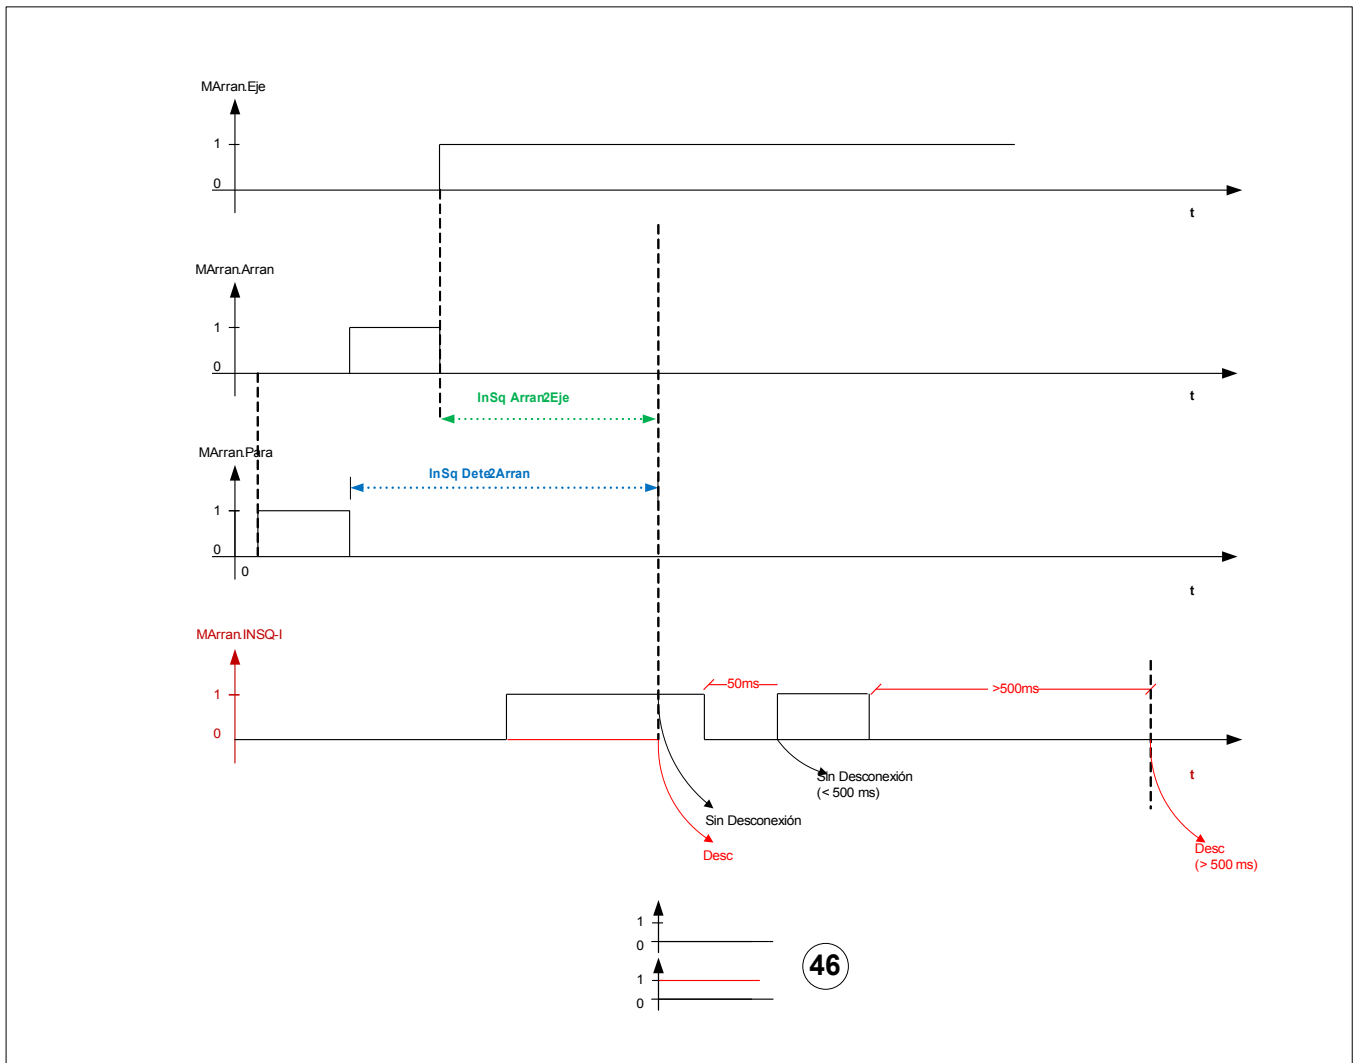 MArran.Eje
1
0
t
MArran.Arran
1
0
t
InSq Arran2Eje
MArran.Para
InSq Dete2Arran
1
0
0
t
MArran.INSQ-I
50ms
>500ms
1
0
t
Sin Desconexión
(< 500 ms)
Sin Desconexión
Desc
Desc
(> 500 ms)
1
0
46
1
0